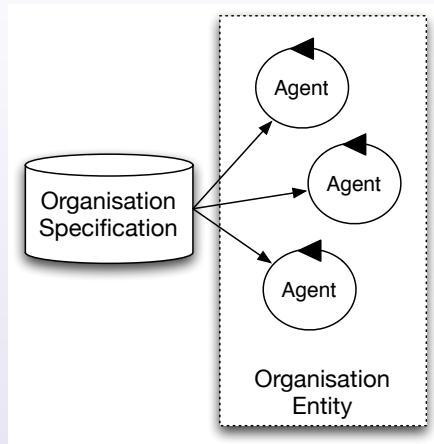 Agent
Agent
Organisation
Specification
Agent
Organisation
Entity